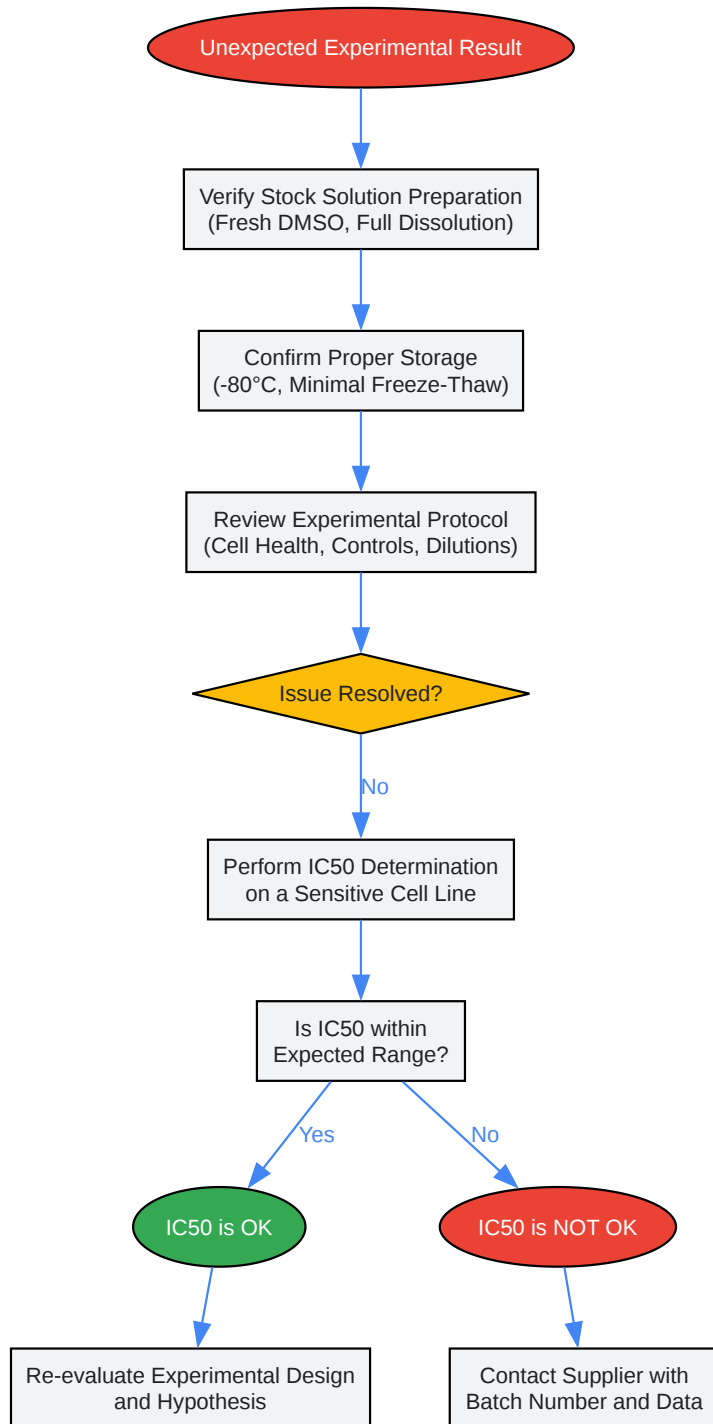 Unexpected Experimental Result
Verify Stock Solution Preparation
(Fresh DMSO, Full Dissolution)
Confirm Proper Storage
(-80°C, Minimal Freeze-Thaw)
Review Experimental Protocol
(Cell Health, Controls, Dilutions)
Issue Resolved?
No
Perform IC50 Determination
on a Sensitive Cell Line
Is IC50 within
Expected Range?
Yes
No
IC50 is OK
IC50 is NOT OK
Re-evaluate Experimental Design
and Hypothesis
Contact Supplier with
Batch Number and Data